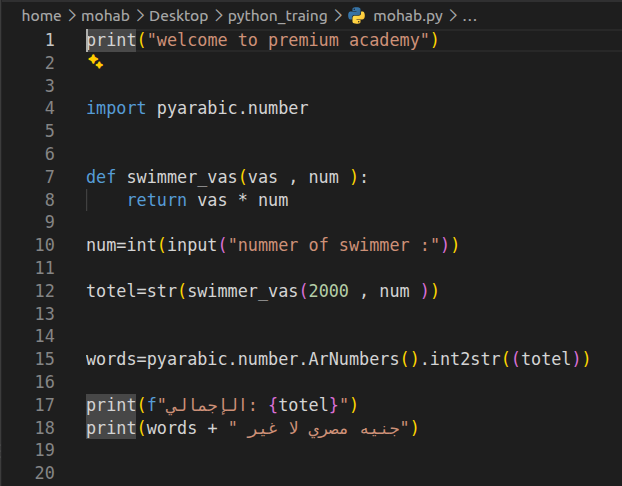 home > mohab > Desktop > python_traing > mohab.py > ...
1 print("welcome to premium academy")
2
3
4 import pyarabic.number
5
6
7 def swimmer_vas(vas , num ):
8 return vas * num
9
10 num=int(input("nummer of swimmer :"))
11
12 totel=str(swimmer_vas(2000 , num ))
13
14
15 words=pyarabic.number.ArNumbers().int2str((totel))
16
17 print(f"الإجمالي: {totel}")
18 print(words + " جنيه مصري لا غير")
19
20